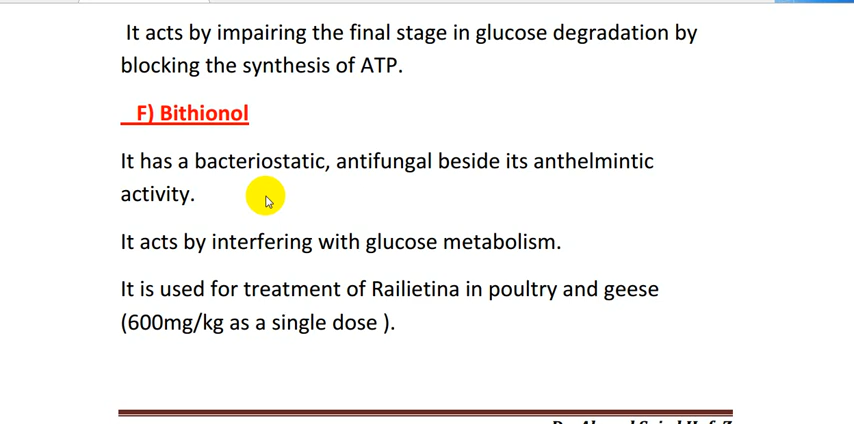 It acts by impairing the final stage in glucose degradation by
blocking the synthesis of ATP.
F) Bithionol
It has a bacteriostatic, antifungal beside its anthelmintic
activity.
It acts by interfering with glucose metabolism.
It is used for treatment of Railietina in poultry and geese
(600mg/kg as a single dose ).